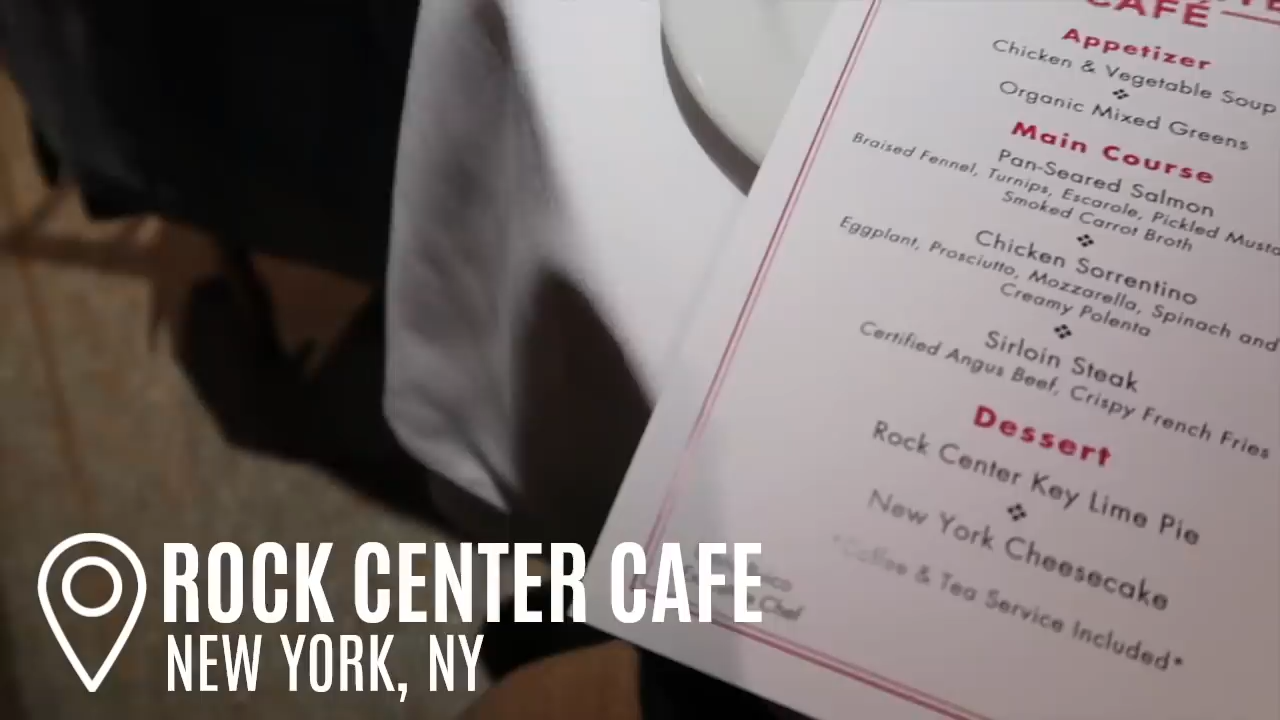 CAFÉ
Appetizer
Chicken & Vegetable Soup
Organic Mixed Greens
Main Course
Pan-Seared Salmon
Braised Fennel, Turnips, Escarole, Pickled
Smoked Carrot Broth
Chicken Sorrentino
Eggplant, Prosciutto, Mozzarella, Spinach and
Creamy Polenta
Sirloin Steak
Certified Angus Beef, Crispy French Fries
Dessert
Rock Center Key Lime Pie
New York Cheesecake
*Coffee & Tea Service Included*
Chef
ROCK CENTER CAFE
NEW YORK, NY